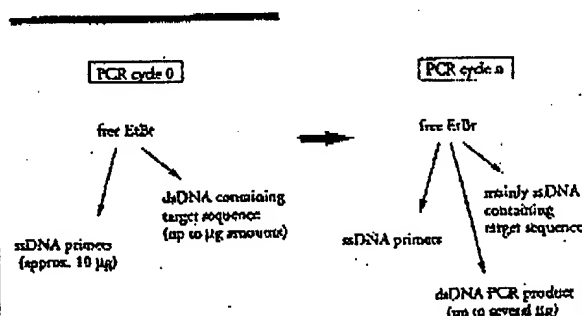 PCR cycle 0
free EtBr
ssDNA primers
(approx. 10 µg)
dsDNA containing
target sequence
(up to µg amounts)
PCR cycle n
free EtBr
ssDNA primers
mainly ssDNA
containing
target sequence
dsDNA PCR product
(up to several µg)